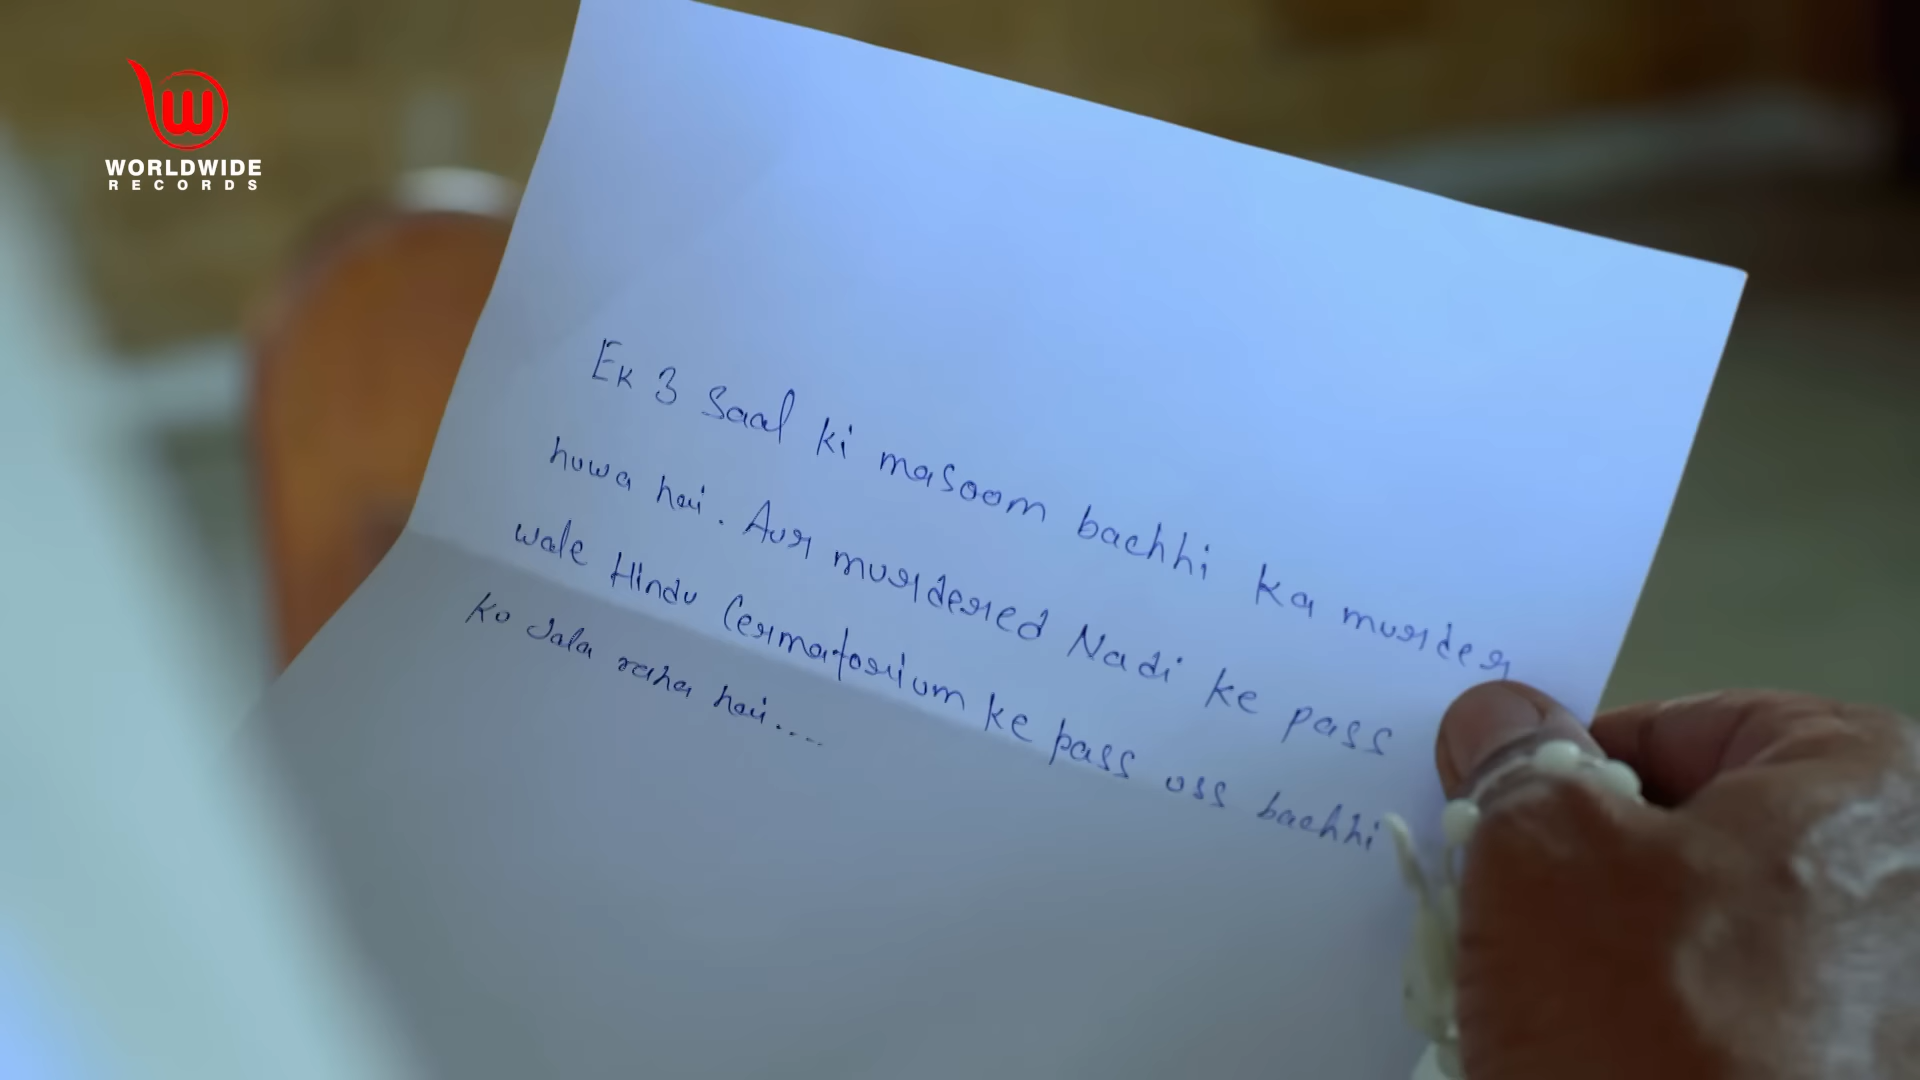 WORLDWIDE
RECORDS
Ek 3 Saal ki masoom bachhi ka murder
huwa hai. Aur murdered Nadi ke pass
wale Hindu Cermatorium ke pass uss bachhi
ko Jala raha hai....